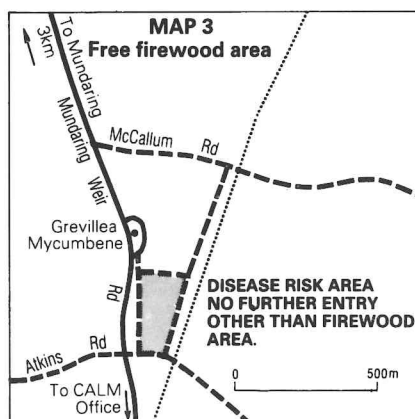 MAP 3
Free firewood area
To Mundaring
3km
Mundaring Weir Rd
McCallum Rd
Grevillea
Mycumbene
DISEASE RISK AREA
NO FURTHER ENTRY
OTHER THAN FIREWOOD
AREA.
Atkins Rd
To CALM
Office
0 500m